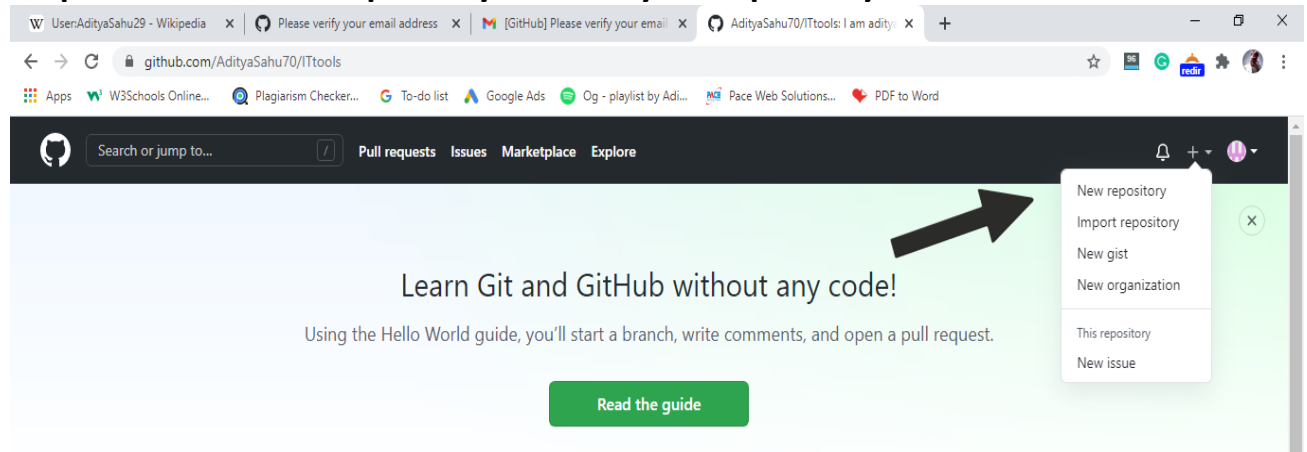 User:AdityaSahu29 - Wikipedia Please verify your email address [GitHub] Please verify your email AdityaSahu70/ITtools: I am adity
github.com/AdityaSahu70/ITtools 96 redir
Apps W3Schools Online... Plagiarism Checker... To-do list Google Ads Og - playlist by Adi... Pace Web Solutions... PDF to Word
Search or jump to... / Pull requests Issues Marketplace Explore
New repository
Import repository
New gist
Learn Git and GitHub without any code!
New organization
Using the Hello World guide, you'll start a branch, write comments, and open a pull request.
This repository
New issue
Read the guide